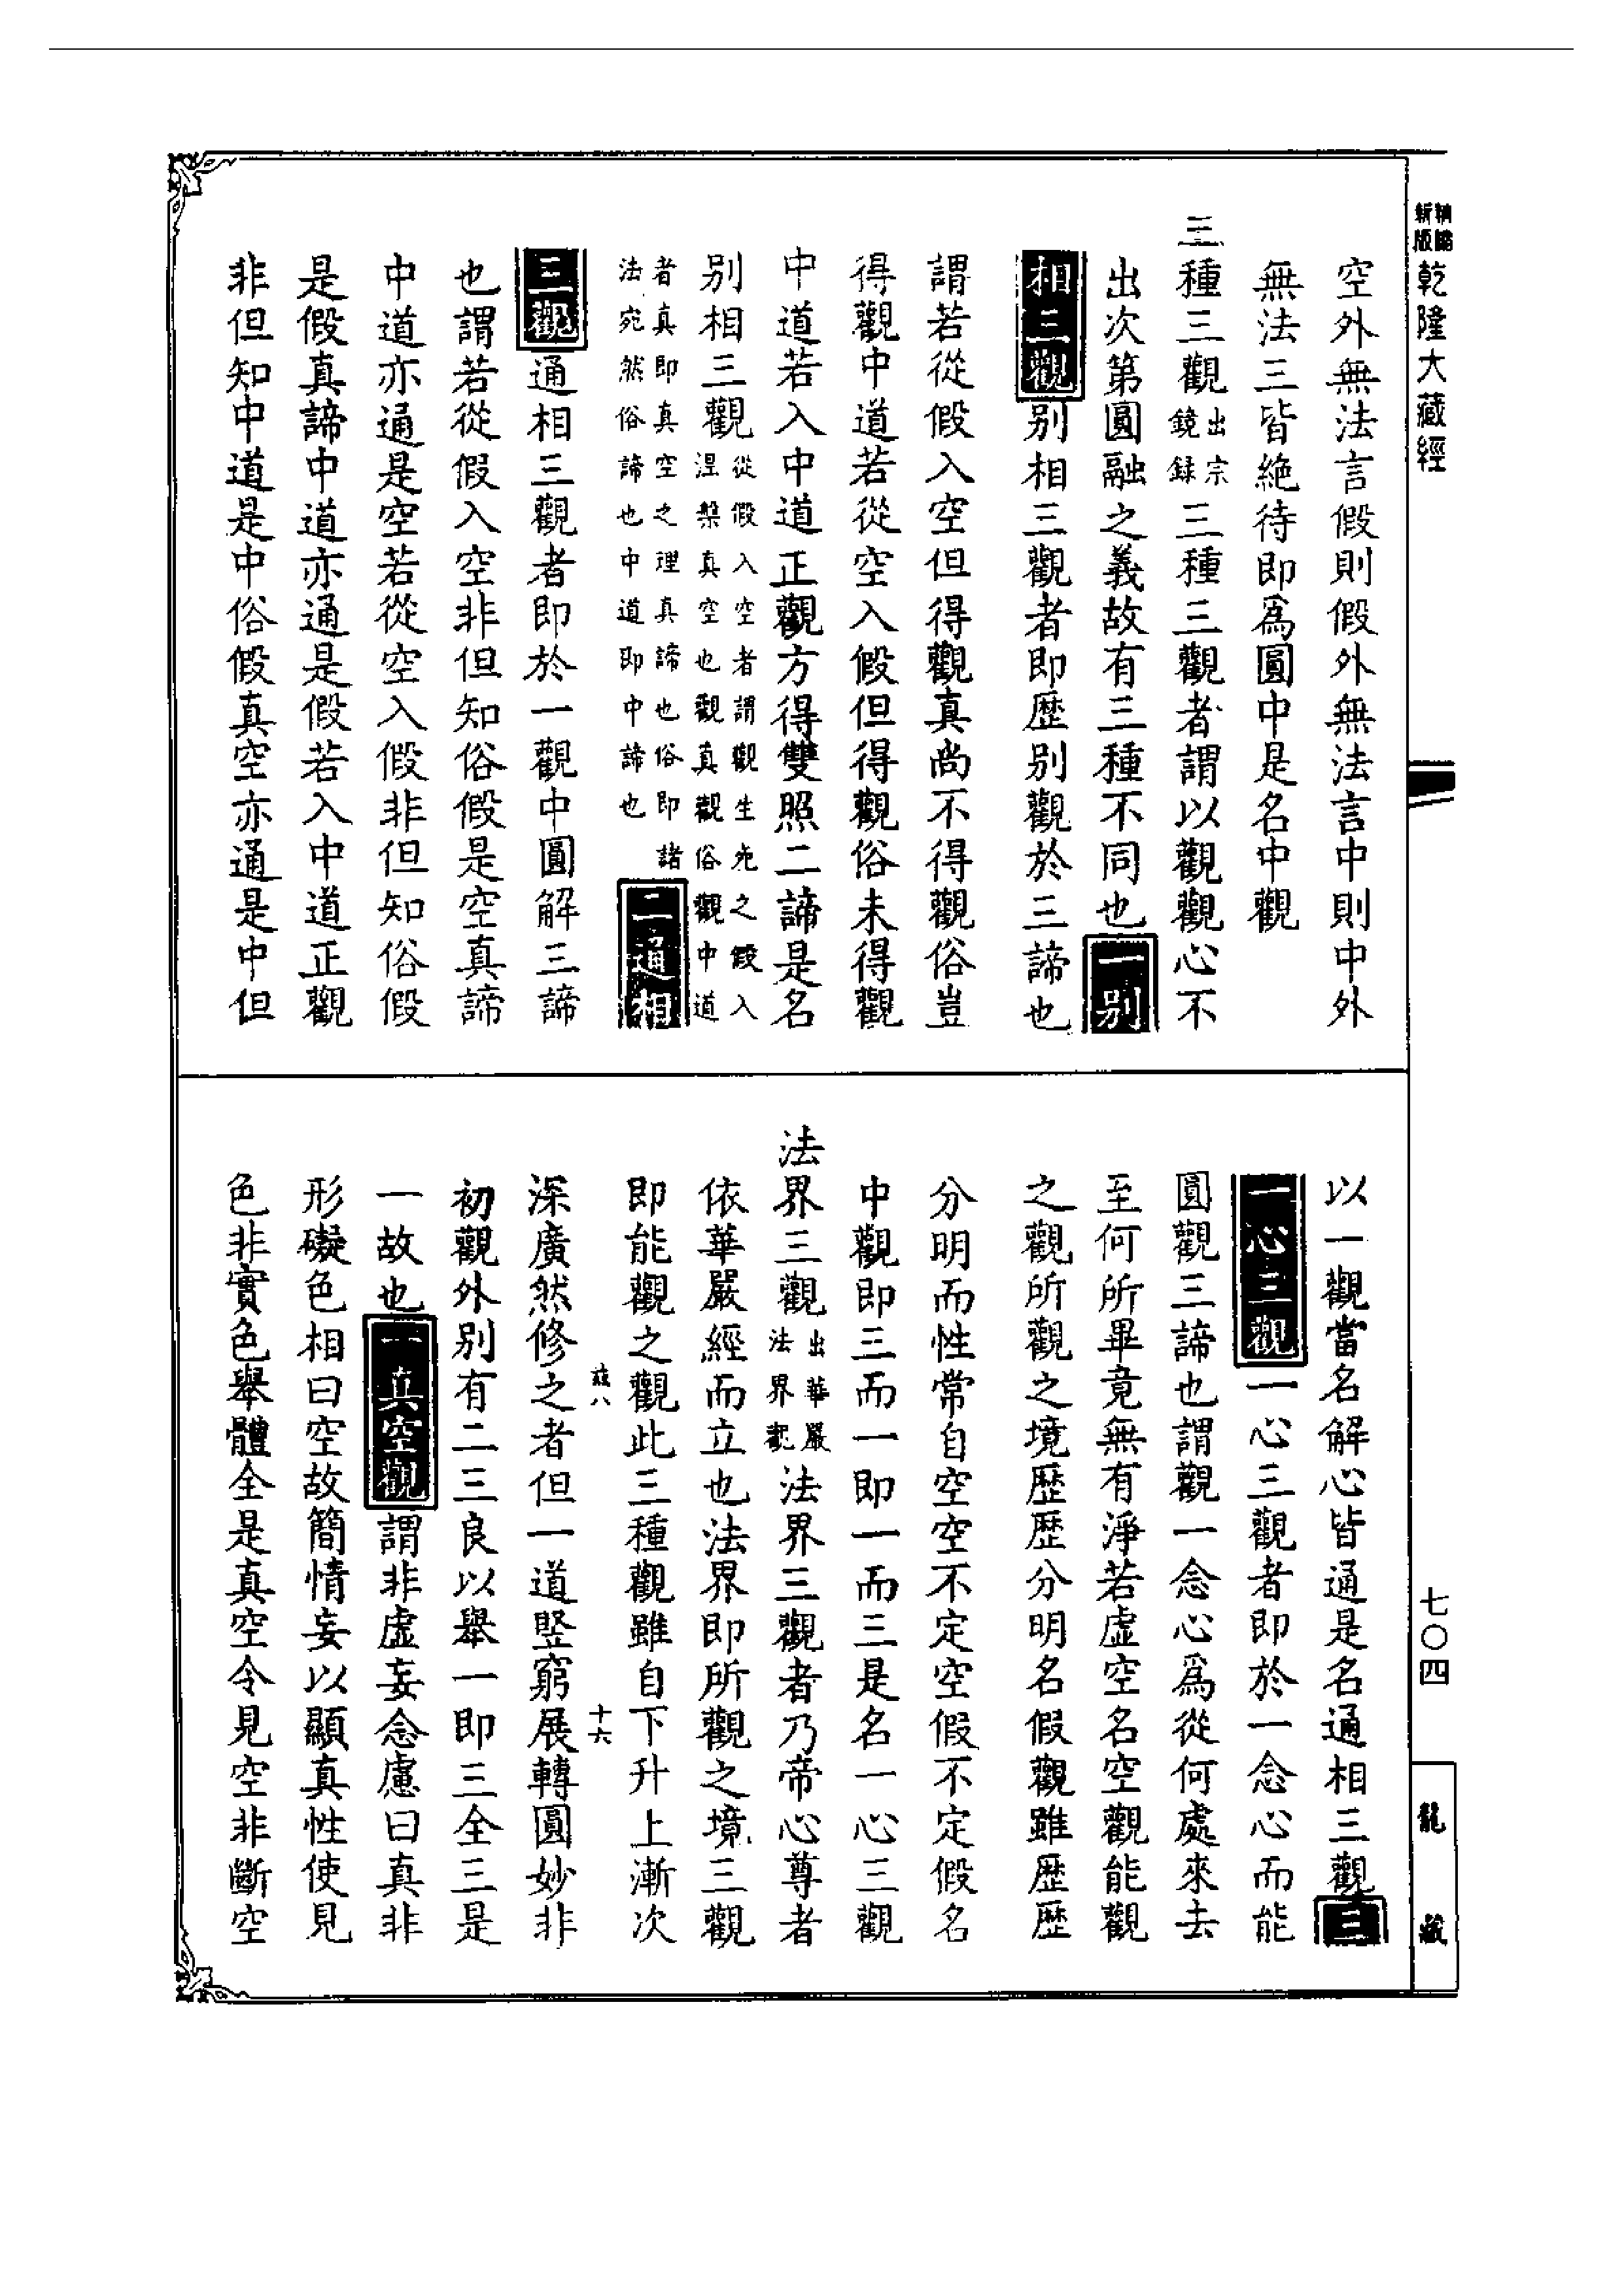 精縮
新版
乾隆大藏經
空外無法言假則假外無法言中則中外
無法三皆絶待即爲圓中是名中觀
三種三觀出宗鏡録三種三觀者謂以觀觀心不
出次第圓融之義故有三種不同也一别
相三觀别相三觀者即歷别觀於三諦也
謂若從假入空但得觀真尚不得觀俗豈
得觀中道若從空入假但得觀俗未得觀
中道若入中道正觀方得雙照二諦是名
别相三觀從假入空者謂觀生死之假入涅槃真空也觀真觀俗觀中道
者真即真空之理真諦也俗即諸法宛然俗諦也中道即中諦也二通相
三觀通相三觀者即於一觀中圓解三諦
也謂若從假入空非但知俗假是空真諦
中道亦通是空若從空入假非但知俗假
是假真諦中道亦通是假若入中道正觀
非但知中道是中俗假真空亦通是中但
以一觀當名解心皆通是名通相三觀三
一心三觀一心三觀者即於一念心而能
圓觀三諦也謂觀一念心爲從何處來去
至何所畢竟無有淨若虛空名空觀能觀
之觀所觀之境歷歷分明名假觀雖歷歷
分明而性常自空空不定空假不定假名
中觀即三而一即一而三是名一心三觀
法界三觀出華嚴法界觀法界三觀者乃帝心尊者
依華嚴經而立也法界即所觀之境三觀
即能觀之觀此三種觀雖自下升上漸次
茲八
十六
深廣然修之者但一道竪窮展轉圓妙非
初觀外别有二三良以舉一即三全三是
一故也一真空觀謂非虛妄念慮曰真非
形礙色相曰空故簡情妄以顯真性使見
色非實色舉體全是真空令見空非斷空
七〇四
龍
藏